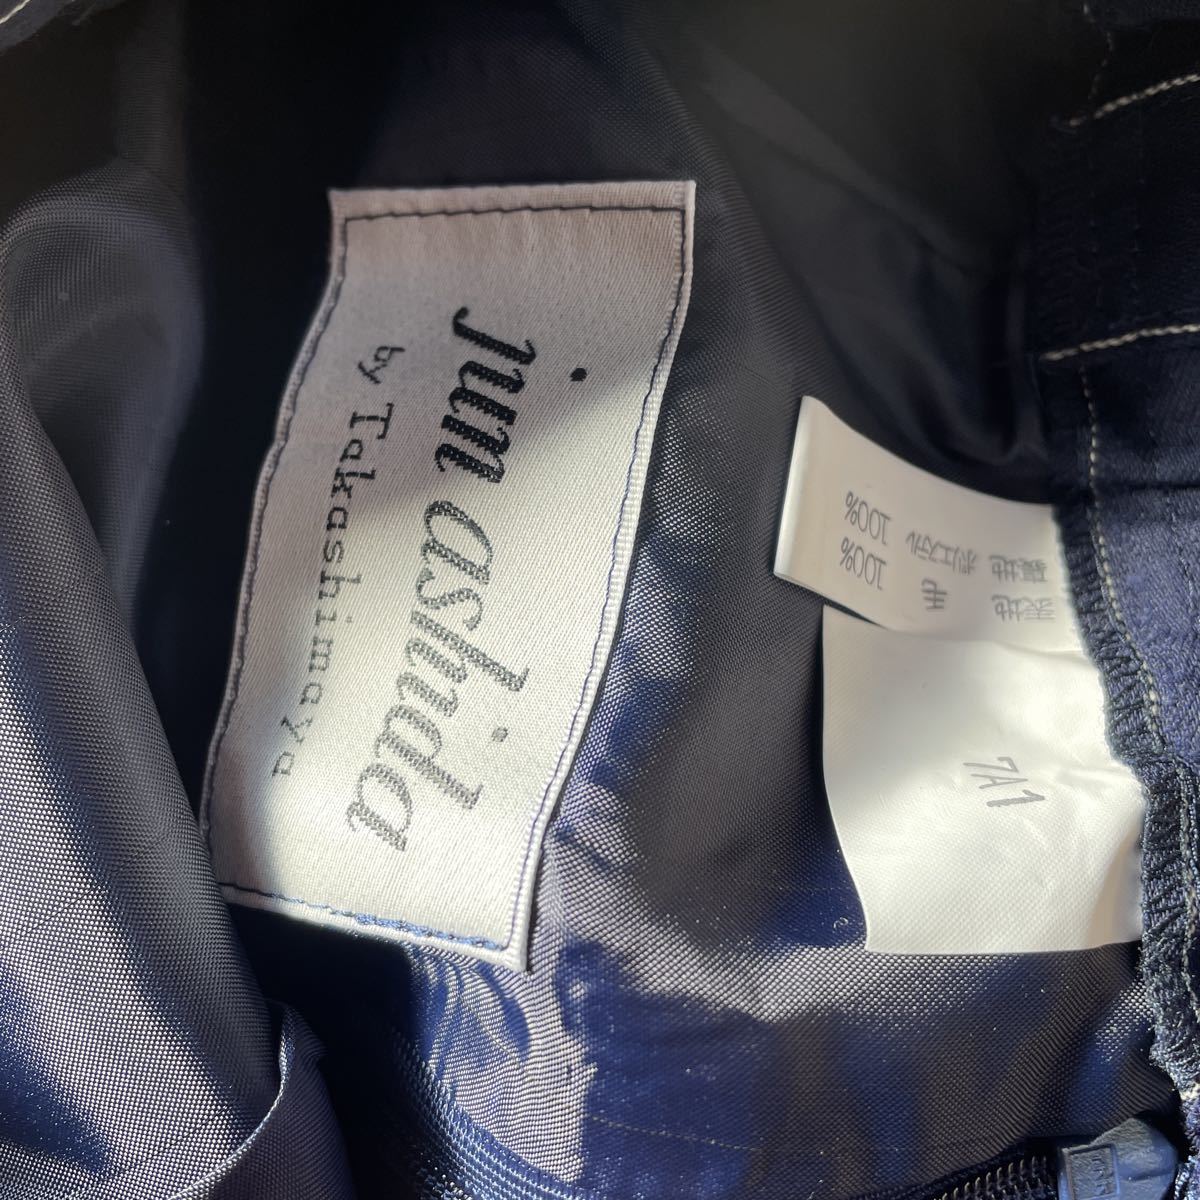 jun ashida
by Takashimaya
表地 毛 100%
裏地 ポリエステル 100%
7A1